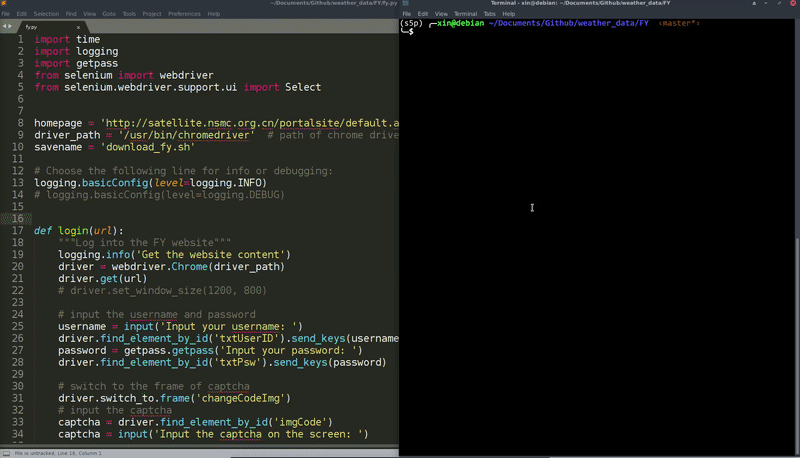 ~/Documents/Github/weather_data/FY/fy.py
File Edit Selection Find View Goto Tools Project Preferences Help
fy.py
1 import time
2 import logging
3 import getpass
4 from selenium import webdriver
5 from selenium.webdriver.support.ui import Select
6
7
8 homepage = 'http://satellite.nsmc.org.cn/portalsite/default.a
9 driver_path = '/usr/bin/chromedriver'  # path of chrome drive
10 savename = 'download_fy.sh'
11
12 # Choose the following line for info or debugging:
13 logging.basicConfig(level=logging.INFO)
14 # logging.basicConfig(level=logging.DEBUG)
15
16
17 def login(url):
18     """Log into the FY website"""
19     logging.info('Get the website content')
20     driver = webdriver.Chrome(driver_path)
21     driver.get(url)
22     # driver.set_window_size(1200, 800)
23
24     # input the username and password
25     username = input('Input your username: ')
26     driver.find_element_by_id('txtUserID').send_keys(username
27     password = getpass.getpass('Input your password: ')
28     driver.find_element_by_id('txtPsw').send_keys(password)
29
30     # switch to the frame of captcha
31     driver.switch_to.frame('changeCodeImg')
32     # input the captcha
33     captcha = driver.find_element_by_id('imgCode')
34     captcha = input('Input the captcha on the screen: ')
File is untracked, Line 16, Column 1
Terminal - xin@debian: ~/Documents/Github/weather_data/FY
File Edit View Terminal Tabs Help
(s5p) ╭─xin@debian ~/Documents/Github/weather_data/FY ‹master*›
╰─$